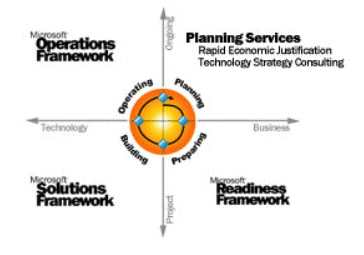 Microsoft
Operations
Framework
Ongoing
Planning Services
Rapid Economic Justification
Technology Strategy Consulting
Operating
Planning
Technology
Business
Building
Preparing
Microsoft
Solutions
Framework
Project
Microsoft
Readiness
Framework